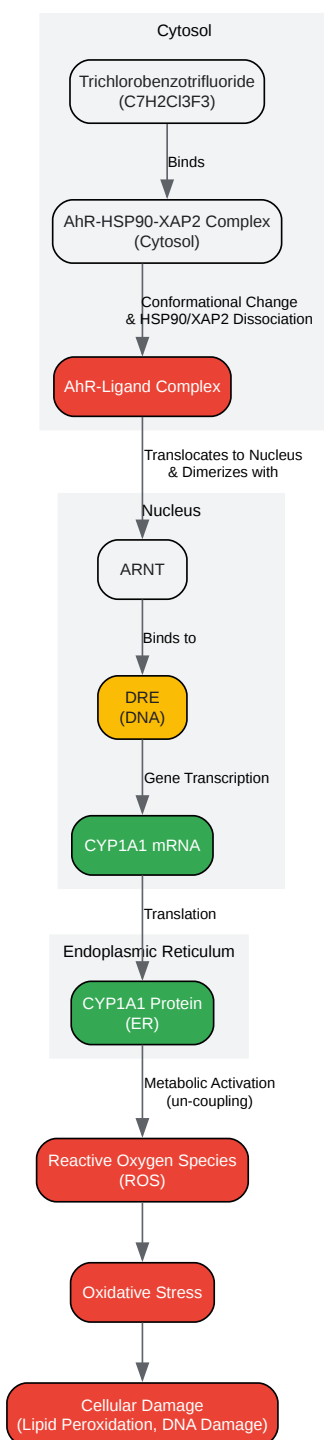 Cytosol
Trichlorobenzotrifluoride
(C7H2Cl3F3)
Binds
AhR-HSP90-XAP2 Complex
(Cytosol)
Conformational Change
& HSP90/XAP2 Dissociation
AhR-Ligand Complex
Translocates to Nucleus
& Dimerizes with
Nucleus
ARNT
Binds to
DRE
(DNA)
Gene Transcription
CYP1A1 mRNA
Translation
Endoplasmic Reticulum
CYP1A1 Protein
(ER)
Metabolic Activation
(un-coupling)
Reactive Oxygen Species
(ROS)
Oxidative Stress
Cellular Damage
(Lipid Peroxidation, DNA Damage)